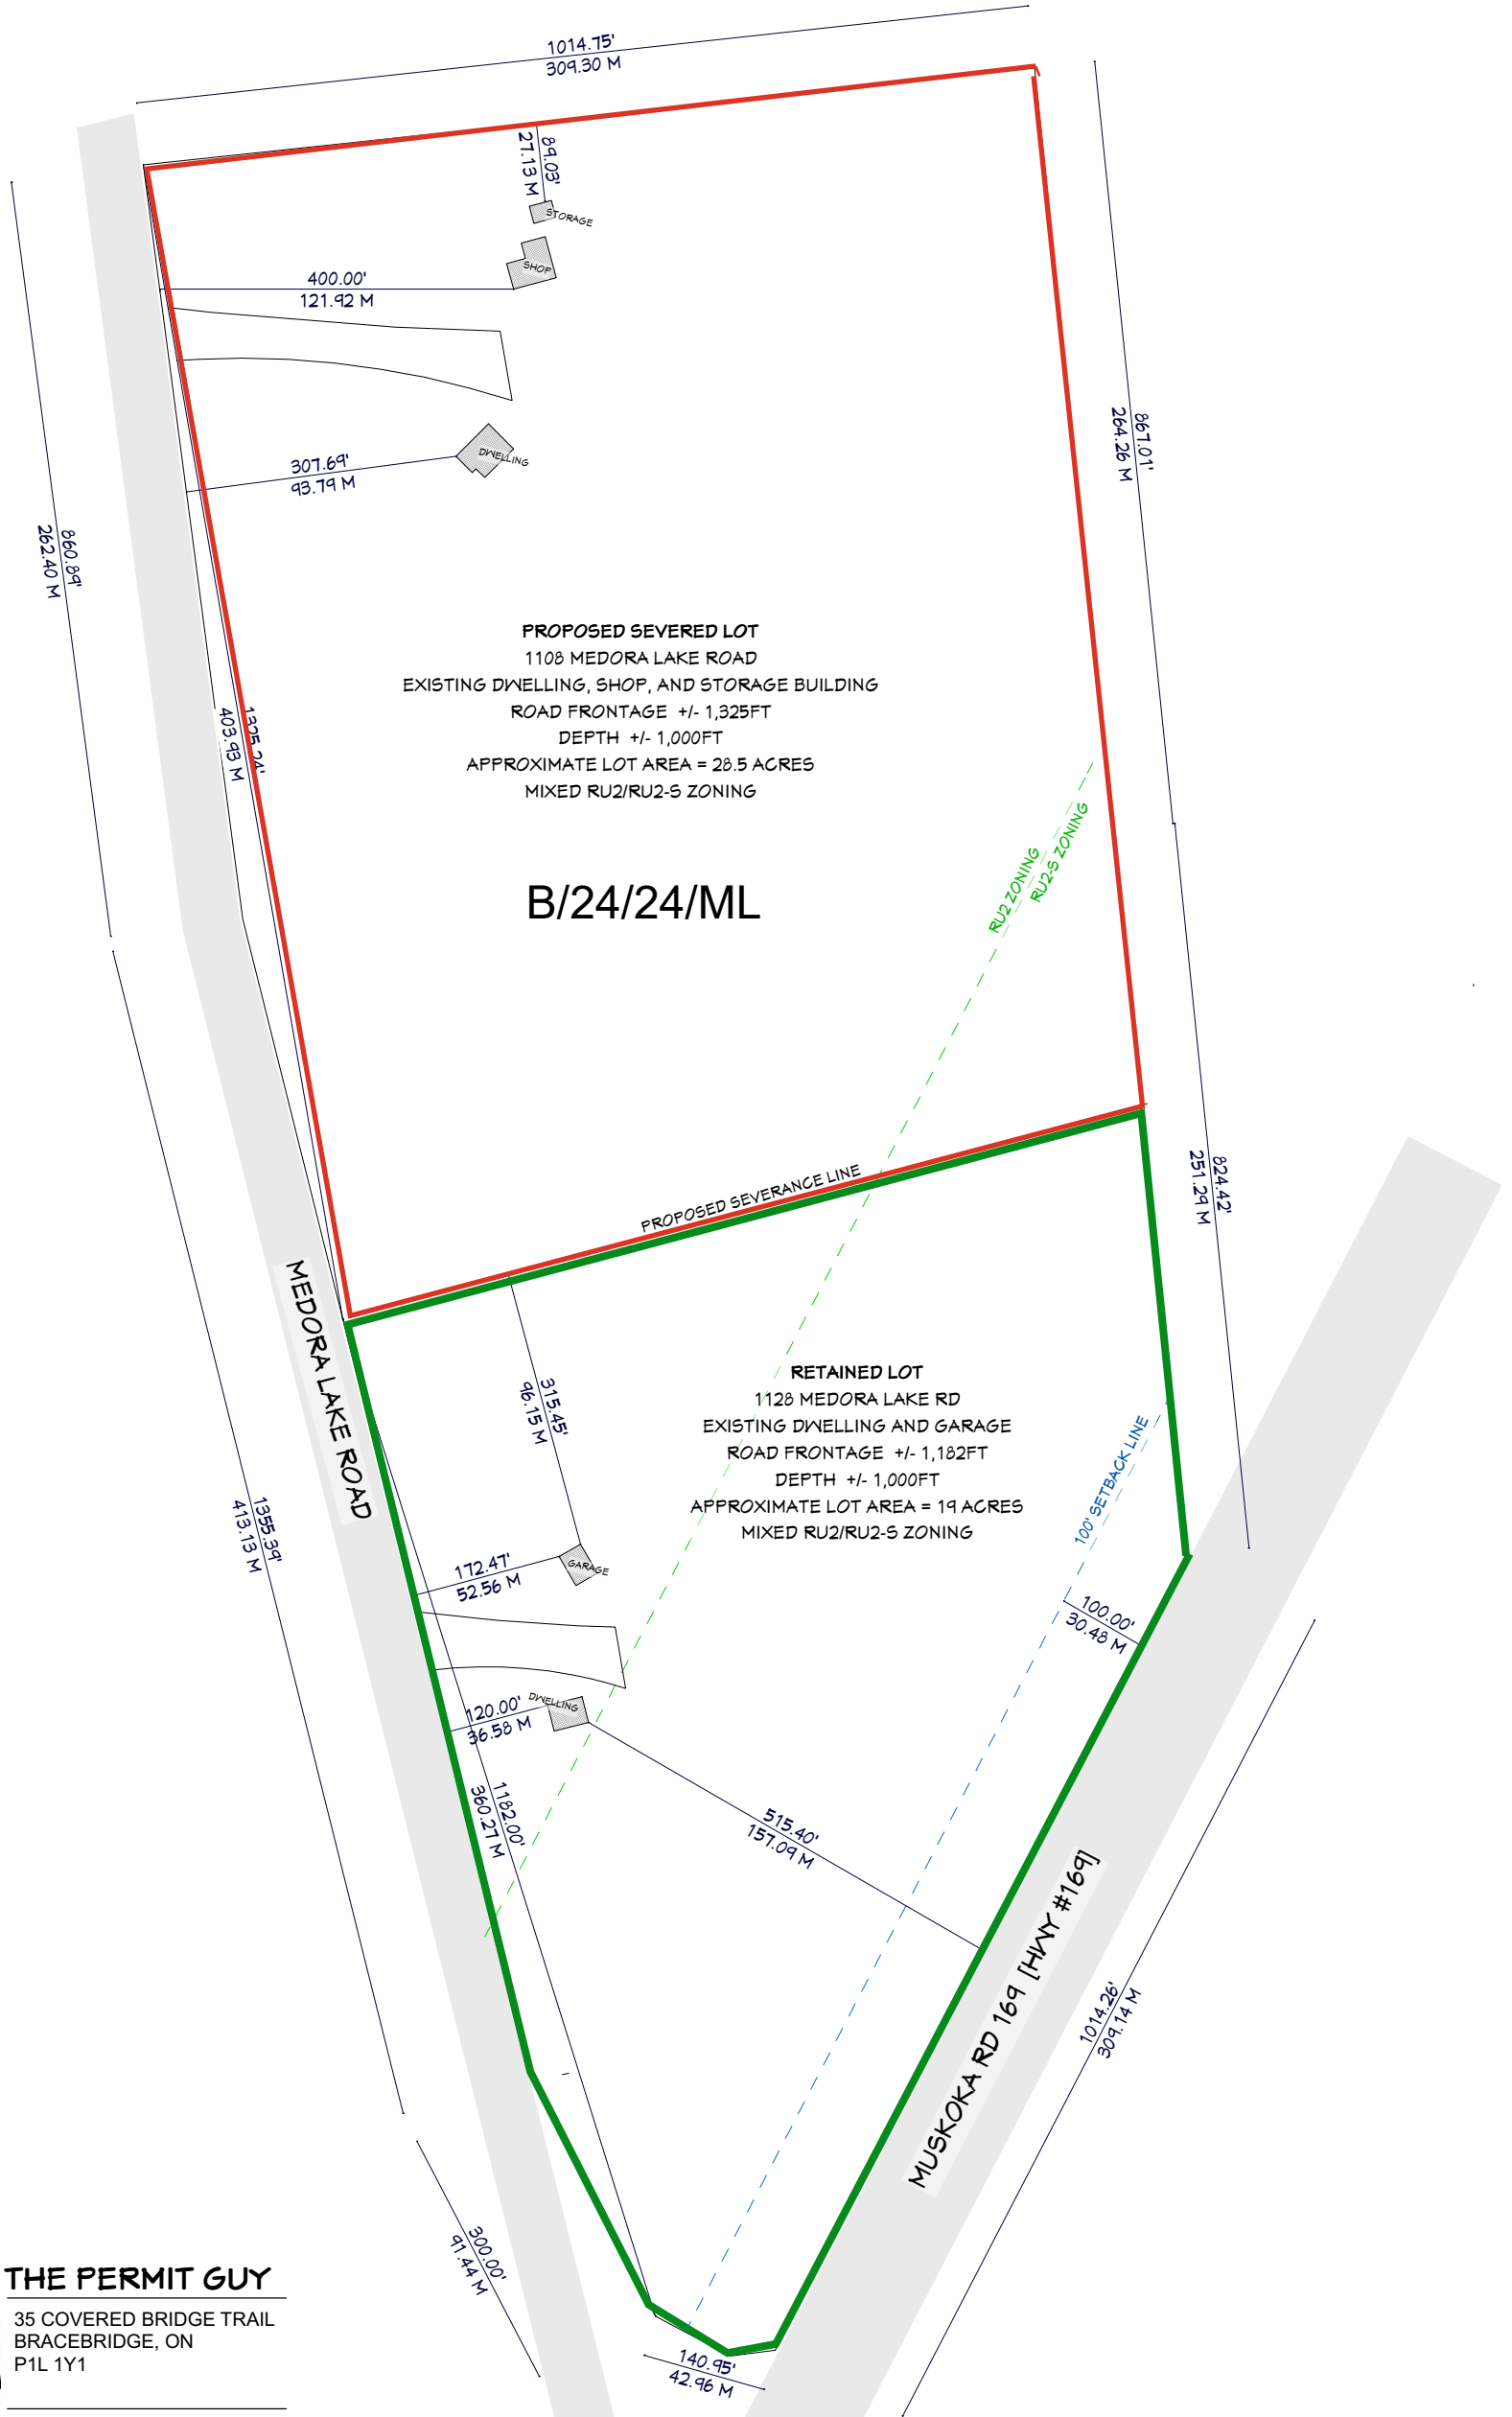 1014.75'
309.30 M
89.03'
27.13 M
STORAGE
SHOP
400.00'
121.92 M
DWELLING
307.69'
93.79 M
867.01'
264.26 M
860.89'
262.40 M
PROPOSED SEVERED LOT
1108 MEDORA LAKE ROAD
EXISTING DWELLING, SHOP, AND STORAGE BUILDING
ROAD FRONTAGE +/- 1,325FT
DEPTH +/- 1,000FT
APPROXIMATE LOT AREA = 28.5 ACRES
MIXED RU2/RU2-S ZONING
1325.24'
403.93 M
RU2 ZONING
RU2-S ZONING
B/24/24/ML
PROPOSED SEVERANCE LINE
824.42'
251.29 M
MEDORA LAKE ROAD
315.45'
96.15 M
RETAINED LOT
1128 MEDORA LAKE RD
EXISTING DWELLING AND GARAGE
ROAD FRONTAGE +/- 1,182FT
DEPTH +/- 1,000FT
APPROXIMATE LOT AREA = 19 ACRES
MIXED RU2/RU2-S ZONING
100' SETBACK LINE
1355.39'
413.13 M
172.47'
52.56 M
GARAGE
100.00'
30.48 M
120.00'
36.58 M
DWELLING
1182.00'
360.27 M
515.40'
157.09 M
MUSKOKA RD 169 [HWY #169]
1014.26'
309.14 M
300.00'
91.44 M
140.95'
42.96 M
THE PERMIT GUY
35 COVERED BRIDGE TRAIL
BRACEBRIDGE, ON
P1L 1Y1